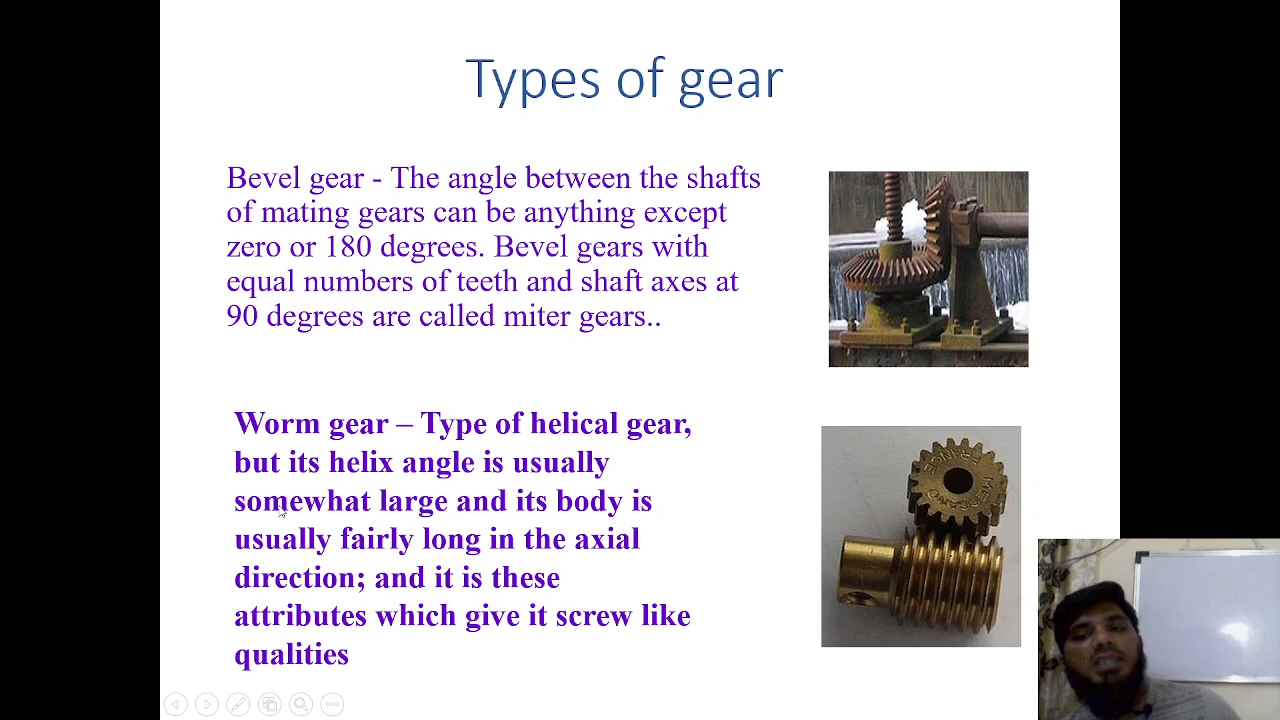 Types of gear
Bevel gear - The angle between the shafts
of mating gears can be anything except
zero or 180 degrees. Bevel gears with
equal numbers of teeth and shaft axes at
90 degrees are called miter gears..
Worm gear – Type of helical gear,
but its helix angle is usually
somewhat large and its body is
usually fairly long in the axial
direction; and it is these
attributes which give it screw like
qualities
FRANCE